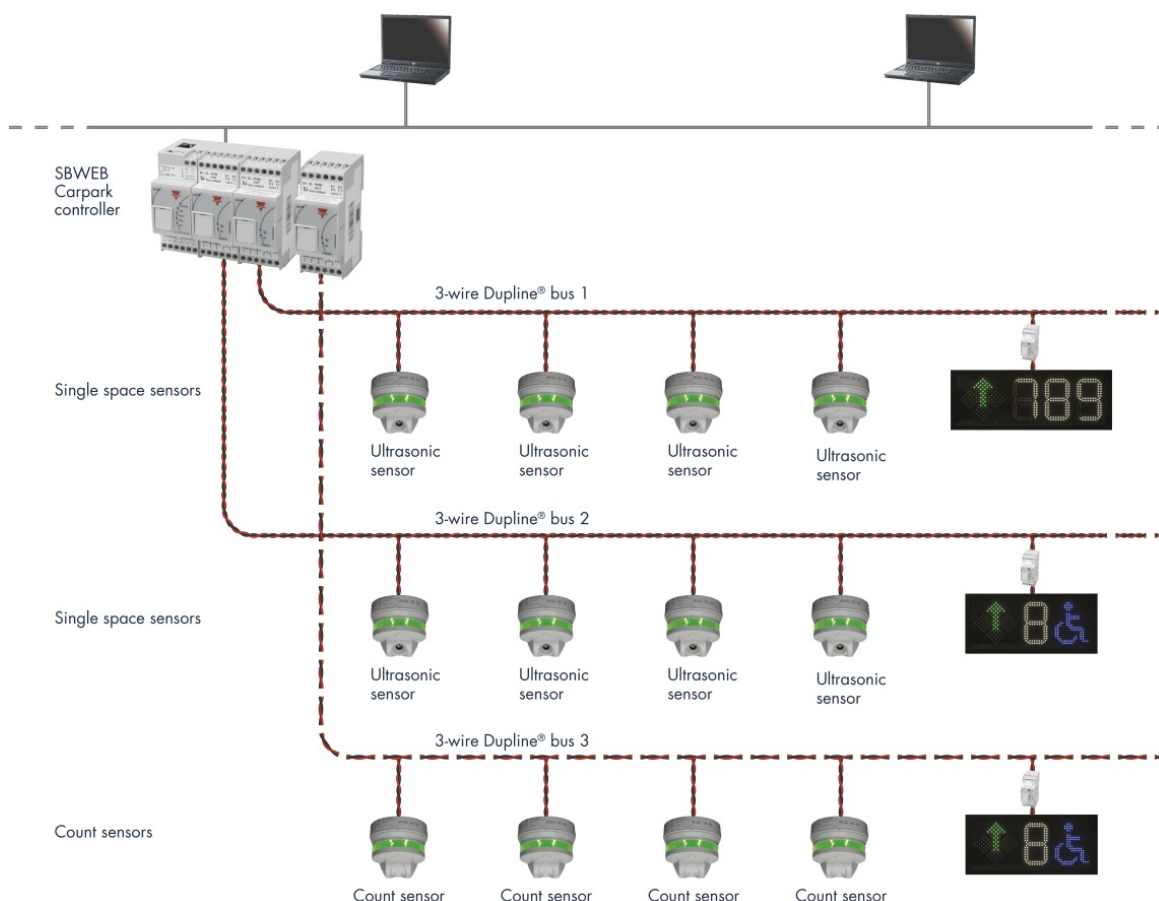 SBWEB
Carpark
controller
3-wire Dupline® bus 1
Single space sensors
789
Ultrasonic
sensor
Ultrasonic
sensor
Ultrasonic
sensor
Ultrasonic
sensor
3-wire Dupline® bus 2
Single space sensors
8
Ultrasonic
sensor
Ultrasonic
sensor
Ultrasonic
sensor
Ultrasonic
sensor
3-wire Dupline® bus 3
Count sensors
8
Count sensor
Count sensor
Count sensor
Count sensor